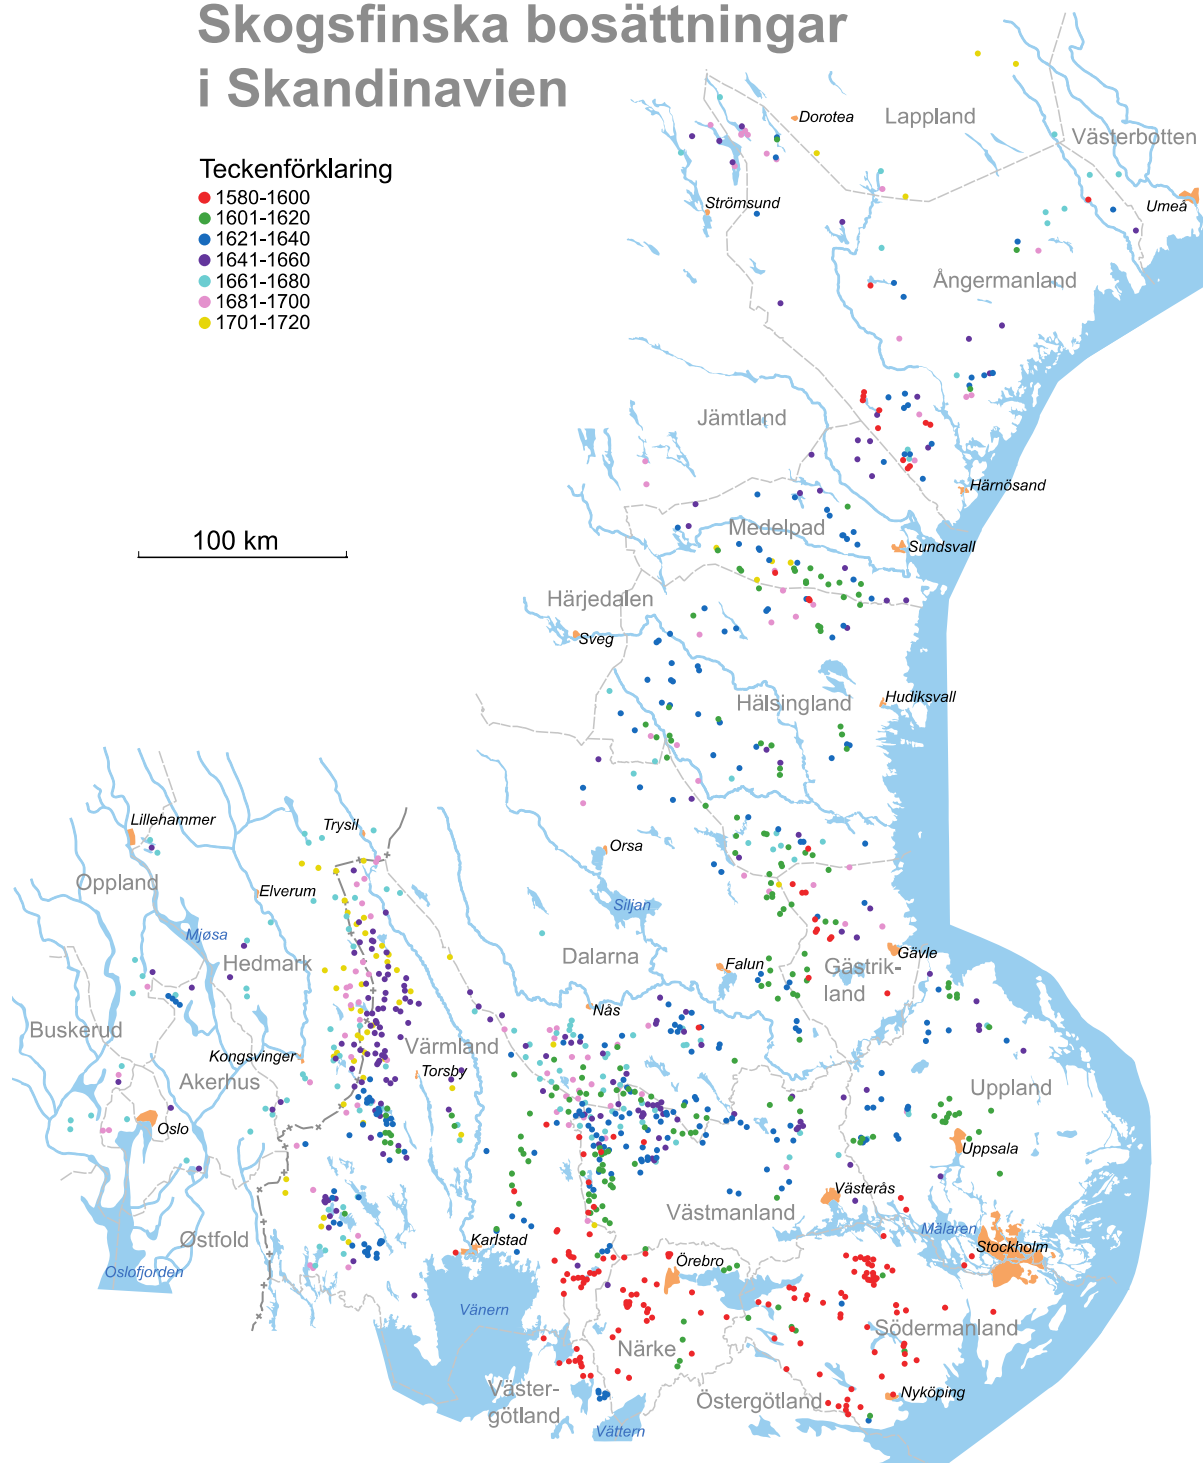 Skogsfinska bosättningar
i Skandinavien
Teckenförklaring
1580-1600
1601-1620
1621-1640
1641-1660
1661-1680
1681-1700
1701-1720
100 km
Dorotea
Lappland
Västerbotten
Strömsund
Umeå
Ångermanland
Jämtland
Härnösand
Medelpad
Sundsvall
Härjedalen
Sveg
Hälsingland
Hudiksvall
Lillehammer
Trysil
Orsa
Oppland
Elverum
Siljan
Mjøsa
Hedmark
Dalarna
Falun
Gävle
Gästrik-
land
Nås
Buskerud
Kongsvinger
Värmland
Torsby
Akerhus
Uppland
Oslo
Uppsala
Västerås
Västmanland
Mälaren
Østfold
Karlstad
Stockholm
Örebro
Oslofjorden
Vänern
Södermanland
Närke
Väster-
götland
Östergötland
Nyköping
Vättern